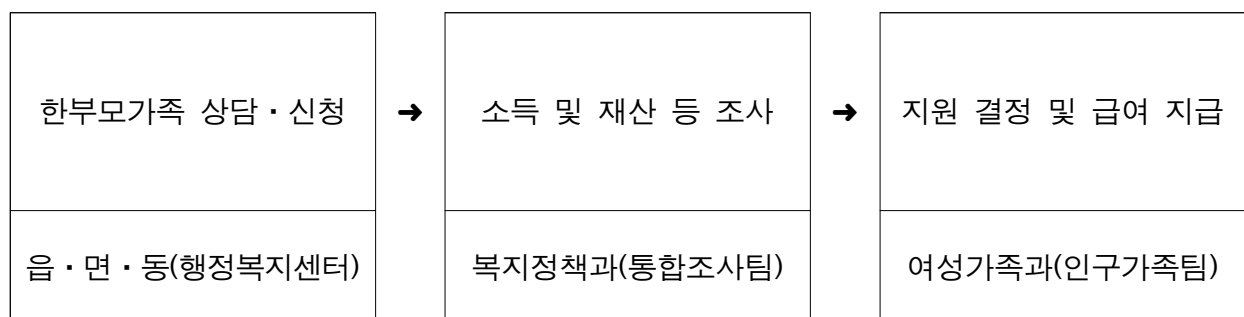 한부모가족 상담·신청 ➜ 소득 및 재산 등 조사 ➜ 지원 결정 및 급여 지급
읍·면·동(행정복지센터) 복지정책과(통합조사팀) 여성가족과(인구가족팀)